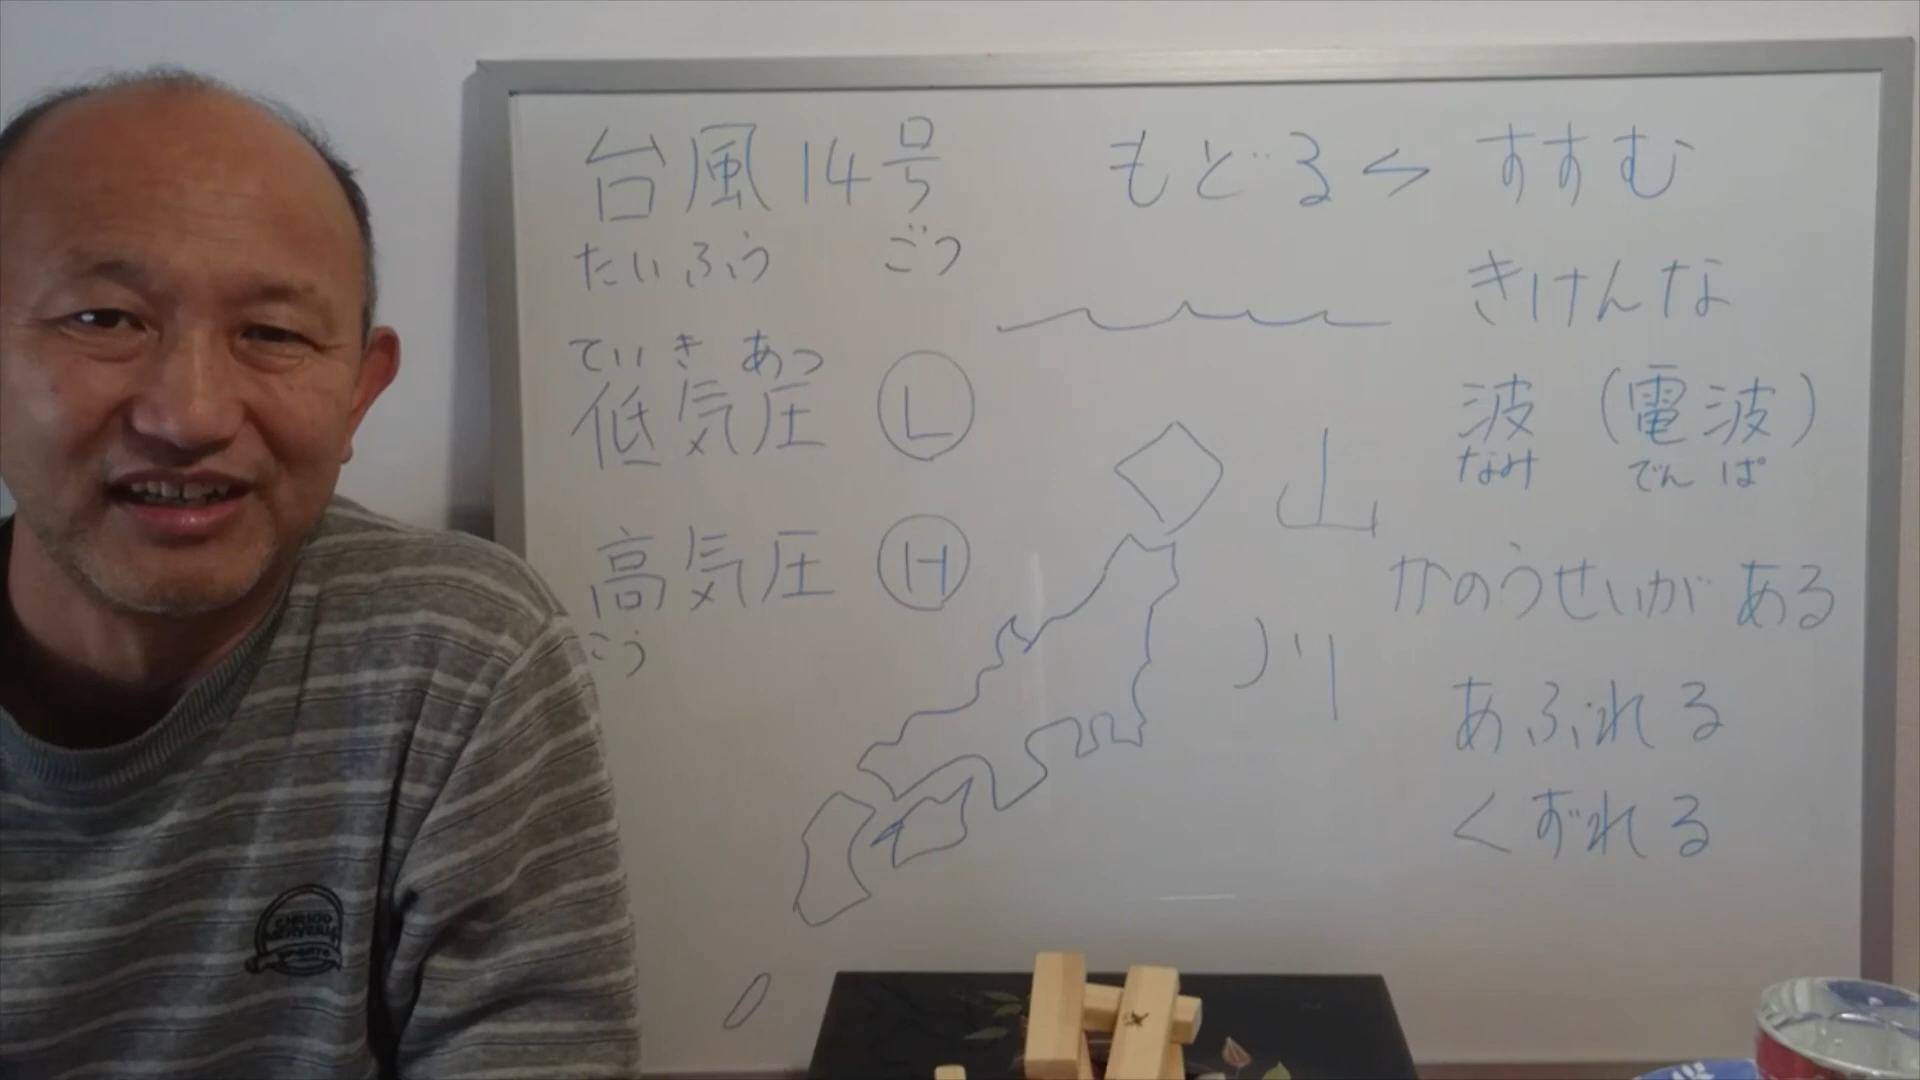 台風14号
たいふう ごう
ていきあつ
低気圧 L
高気圧 H
こう
もどる ↔ すすむ
きけんな
波 (電波)
なみ でんぱ
山
かのうせいが ある
川
あふれる
くずれる